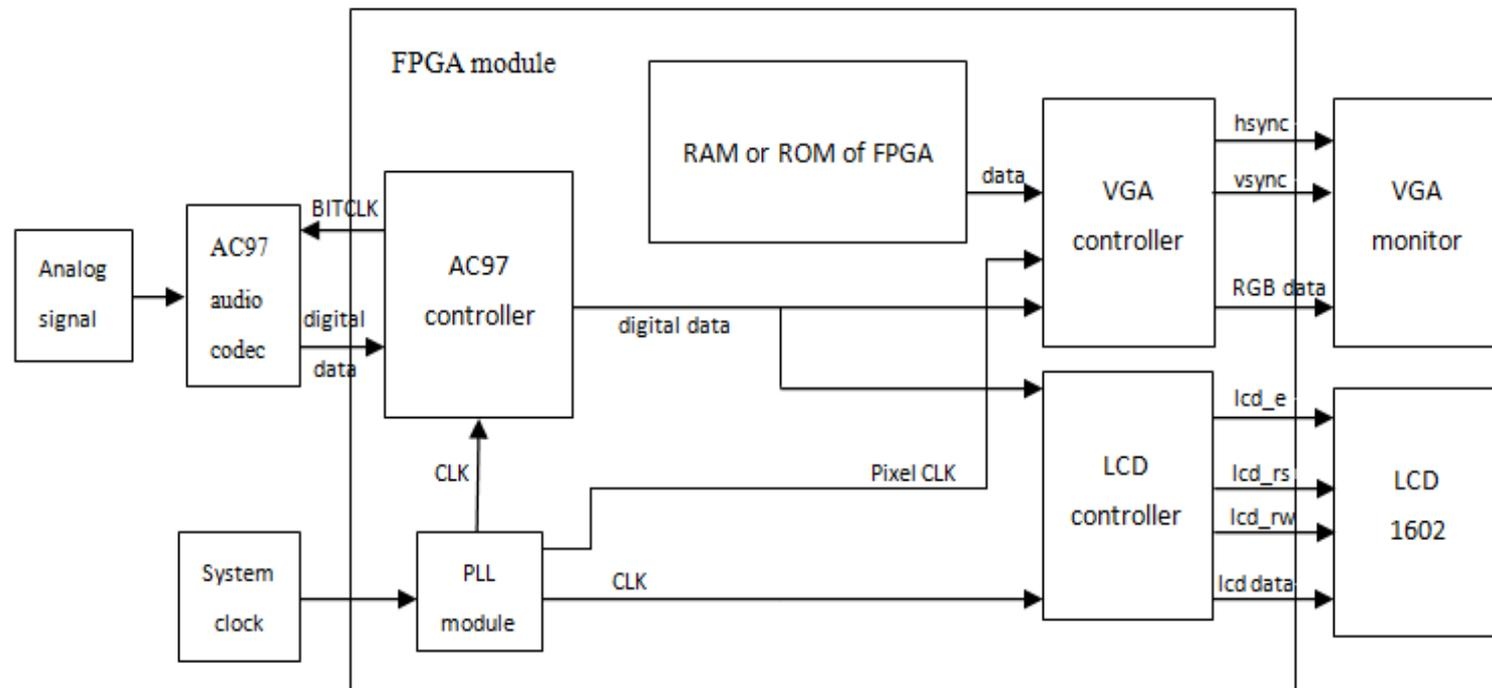 FPGA module
RAM or ROM of FPGA
data
VGA
controller
hsync
vsync
RGB data
VGA
monitor
Analog
signal
AC97
audio
codec
BITCLK
digital
data
AC97
controller
digital data
CLK
Pixel CLK
LCD
controller
lcd_e
lcd_rs
lcd_rw
lcd data
LCD
1602
System
clock
PLL
module
CLK